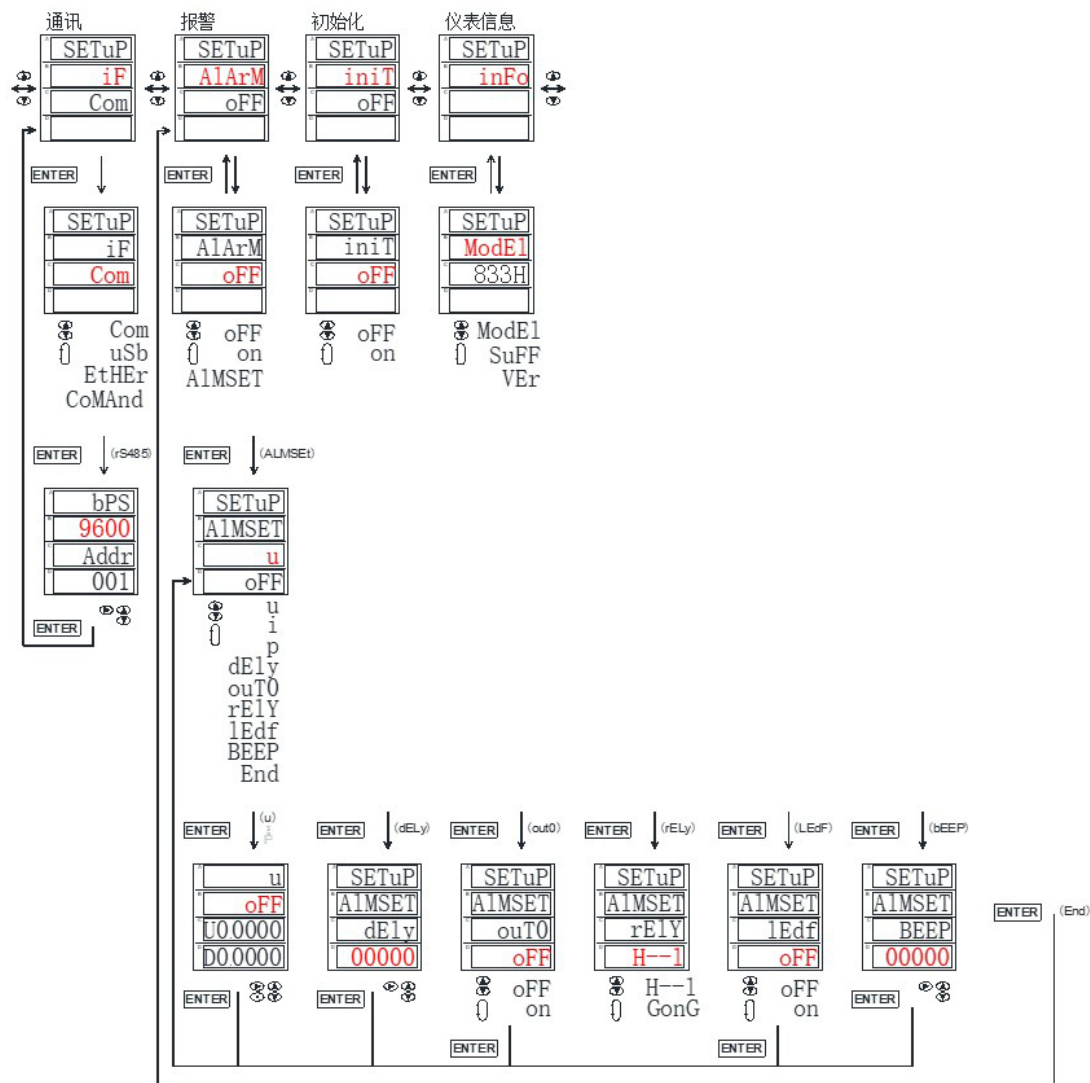 通讯 报警 初始化 仪表信息
SETuP SETuP SETuP SETuP
iF AlArM iniT inFo
Com oFF oFF
ENTER ENTER ENTER ENTER
SETuP SETuP SETuP SETuP
iF AlArM iniT ModEl
Com oFF oFF 833H
Com oFF oFF ModEl
uSb on on SuFF
EtHEr AlMSET VEr
CoMAnd
ENTER (rS485) ENTER (ALMSEt)
bPS SETuP
9600 AlMSET
Addr u
001 oFF
ENTER
u
i
p
dEly
ouT0
rElY
lEdf
BEEP
End
ENTER (u) ENTER (dELy) ENTER (out0) ENTER (rELy) ENTER (LEdF) ENTER (bEEP)
u SETuP SETuP SETuP SETuP SETuP
oFF AlMSET AlMSET AlMSET AlMSET AlMSET
U0.0000 dEly ouT0 rElY lEdf BEEP
D0.0000 00000 oFF H--l oFF 00000
ENTER (End)
ENTER ENTER oFF H--l oFF ENTER
on GonG on
ENTER ENTER